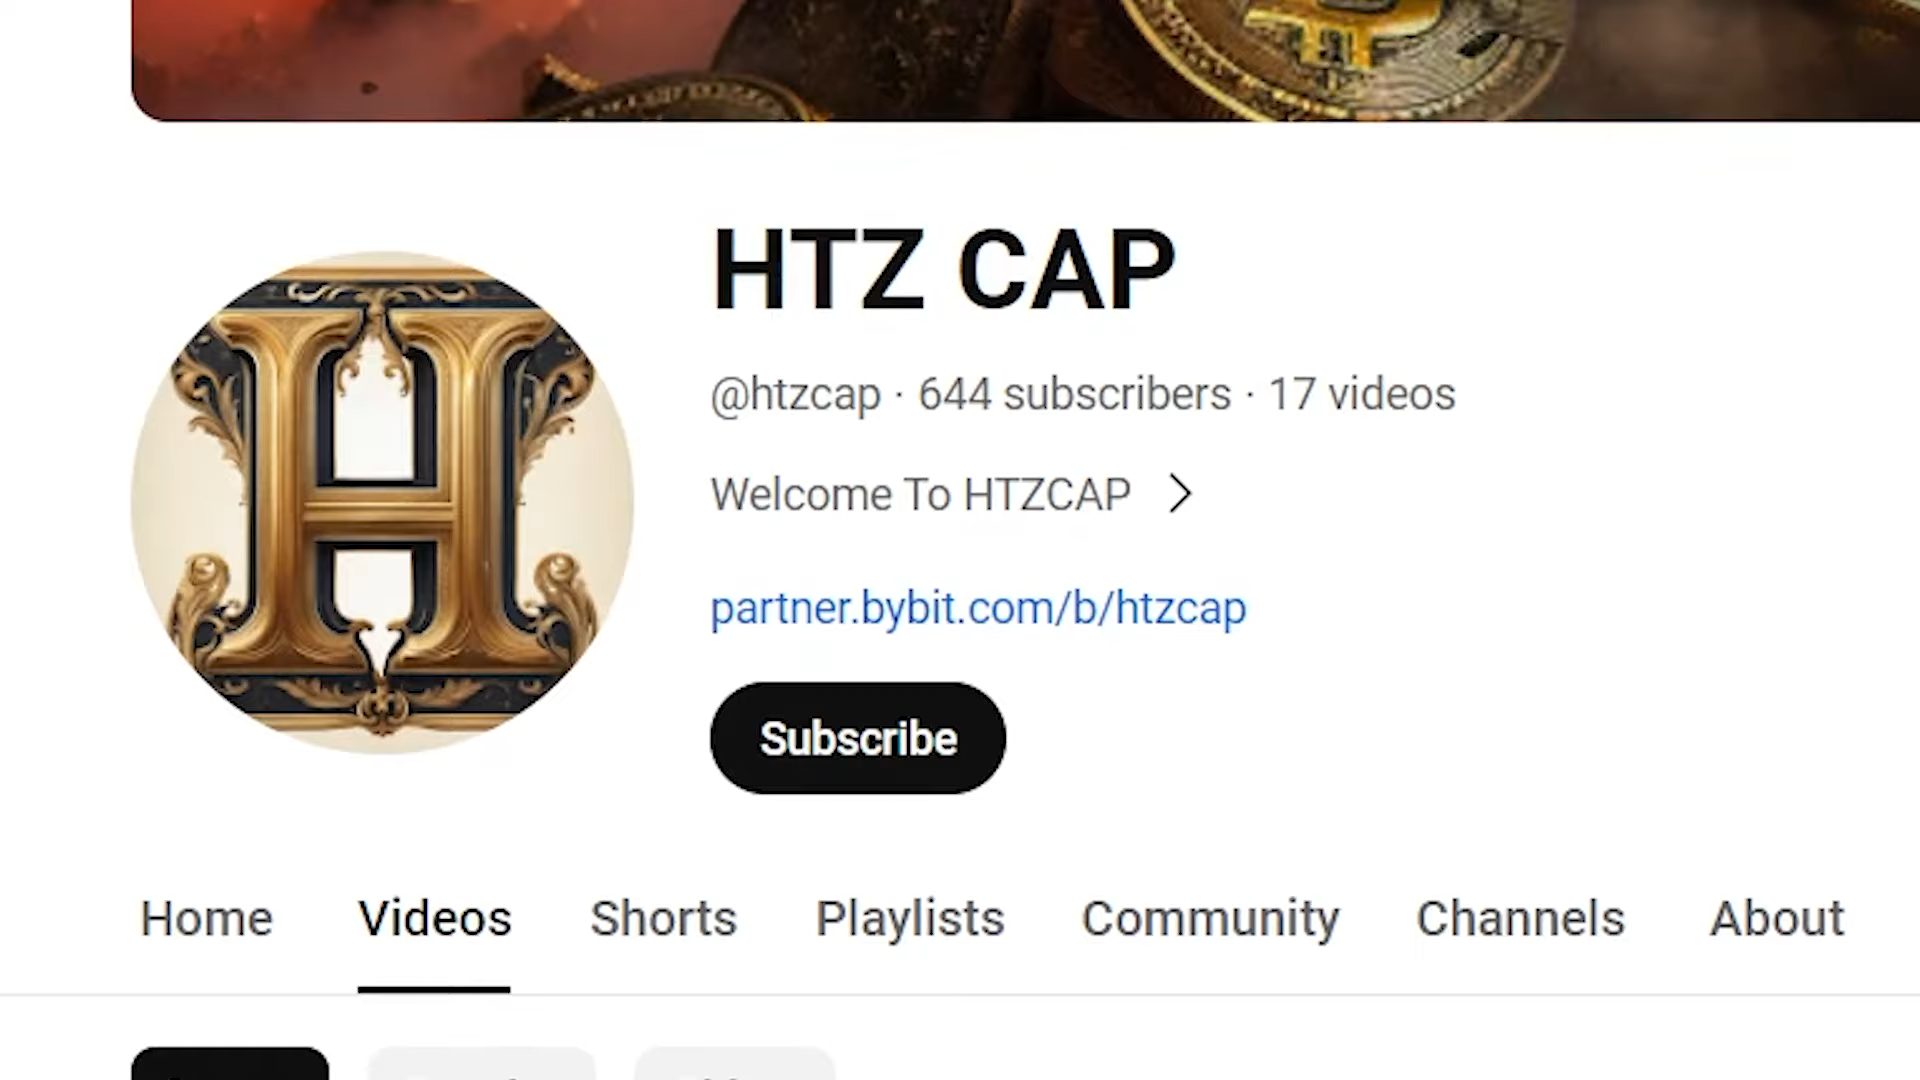 HTZ CAP
@htzcap · 644 subscribers · 17 videos
Welcome To HTZCAP
partner.bybit.com/b/htzcap
Subscribe
Home Videos Shorts Playlists Community Channels About
H